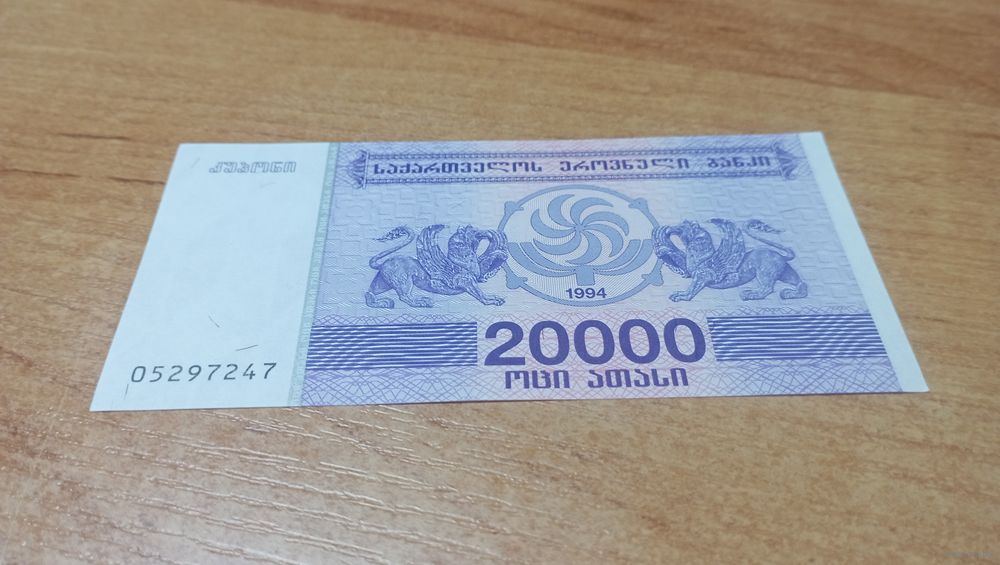 კუპონი
საქართველოს ეროვნული ბანკი
1994
20000
ოცი ათასი
05297247